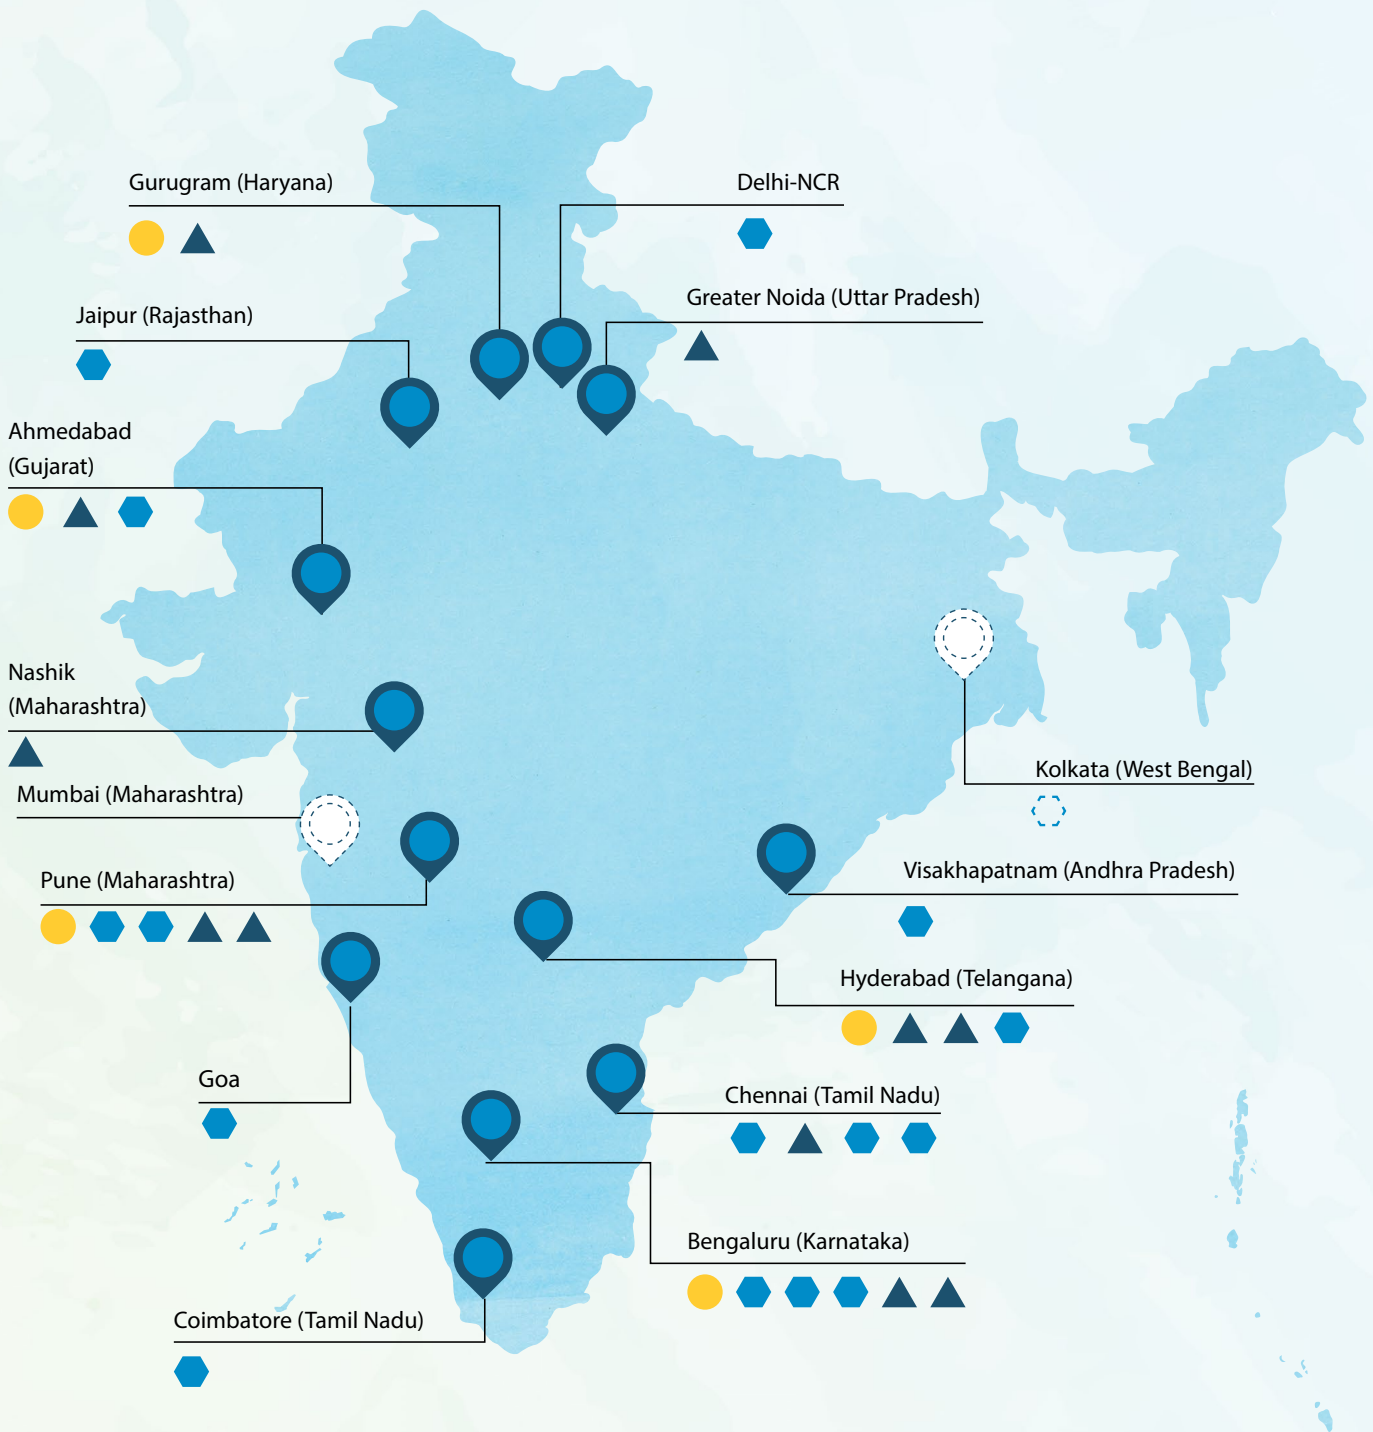 Gurugram (Haryana)
Delhi-NCR
Greater Noida (Uttar Pradesh)
Jaipur (Rajasthan)
Ahmedabad
(Gujarat)
Nashik
(Maharashtra)
Kolkata (West Bengal)
Mumbai (Maharashtra)
Visakhapatnam (Andhra Pradesh)
Pune (Maharashtra)
Hyderabad (Telangana)
Goa
Chennai (Tamil Nadu)
Bengaluru (Karnataka)
Coimbatore (Tamil Nadu)